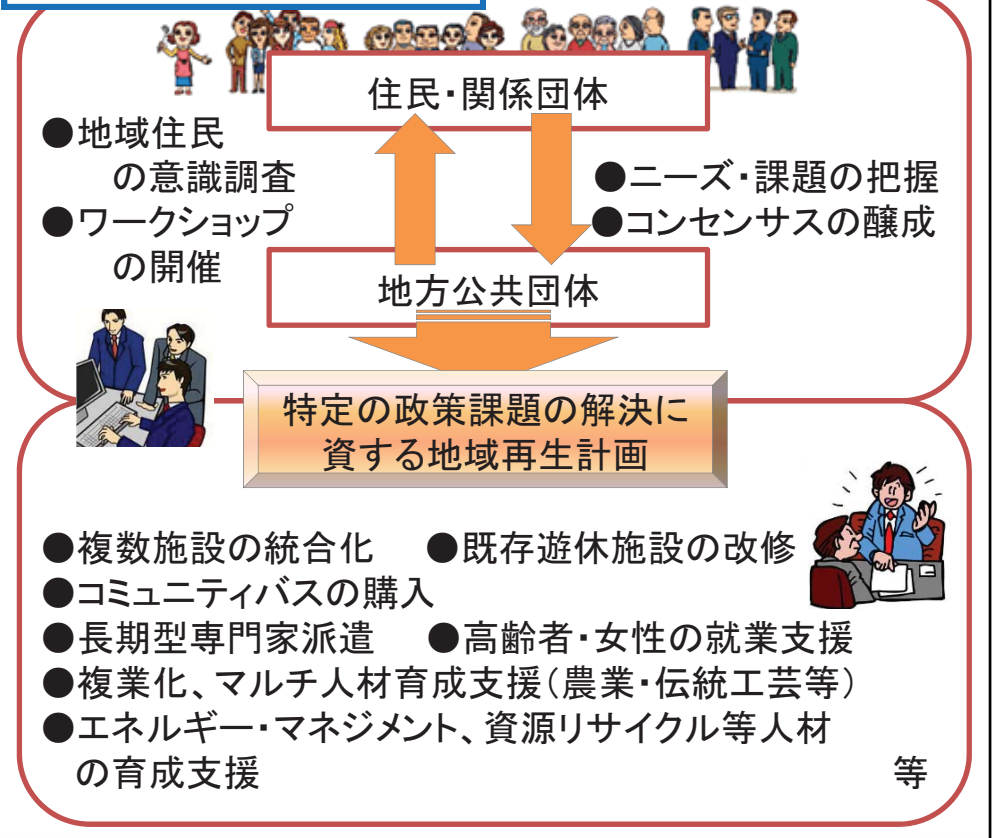 住民・関係団体
●地域住民
の意識調査
●ワークショップ
の開催
●ニーズ・課題の把握
●コンセンサスの醸成
地方公共団体
特定の政策課題の解決に
資する地域再生計画
●複数施設の統合化　●既存遊休施設の改修
●コミュニティバスの購入
●長期型専門家派遣　●高齢者・女性の就業支援
●複業化、マルチ人材育成支援（農業・伝統工芸等）
●エネルギー・マネジメント、資源リサイクル等人材
の育成支援　等